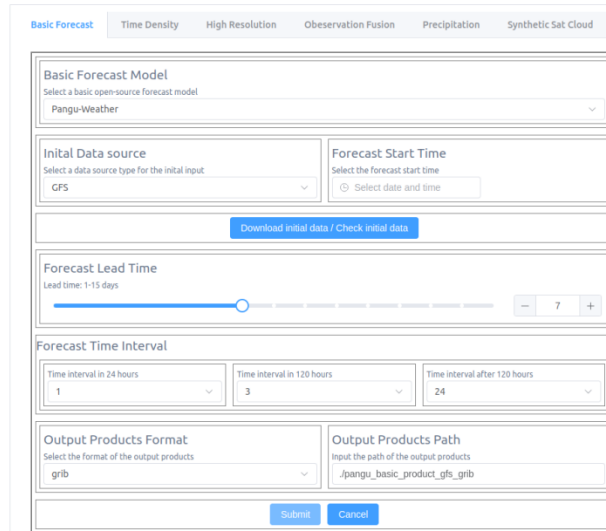 Basic Forecast Time Density High Resolution Obeservation Fusion Precipitation Synthetic Sat Cloud
Basic Forecast Model
Select a basic open-source forecast model
Pangu-Weather
Inital Data source
Select a data source type for the inital input
GFS
Forecast Start Time
Select the forecast start time
Select date and time
Download initial data / Check initial data
Forecast Lead Time
Lead time: 1-15 days
− 7 +
Forecast Time Interval
Time interval in 24 hours
1
Time interval in 120 hours
3
Time interval after 120 hours
24
Output Products Format
Select the format of the output products
grib
Output Products Path
Input the path of the output products
./pangu_basic_product_gfs_grib
Submit Cancel